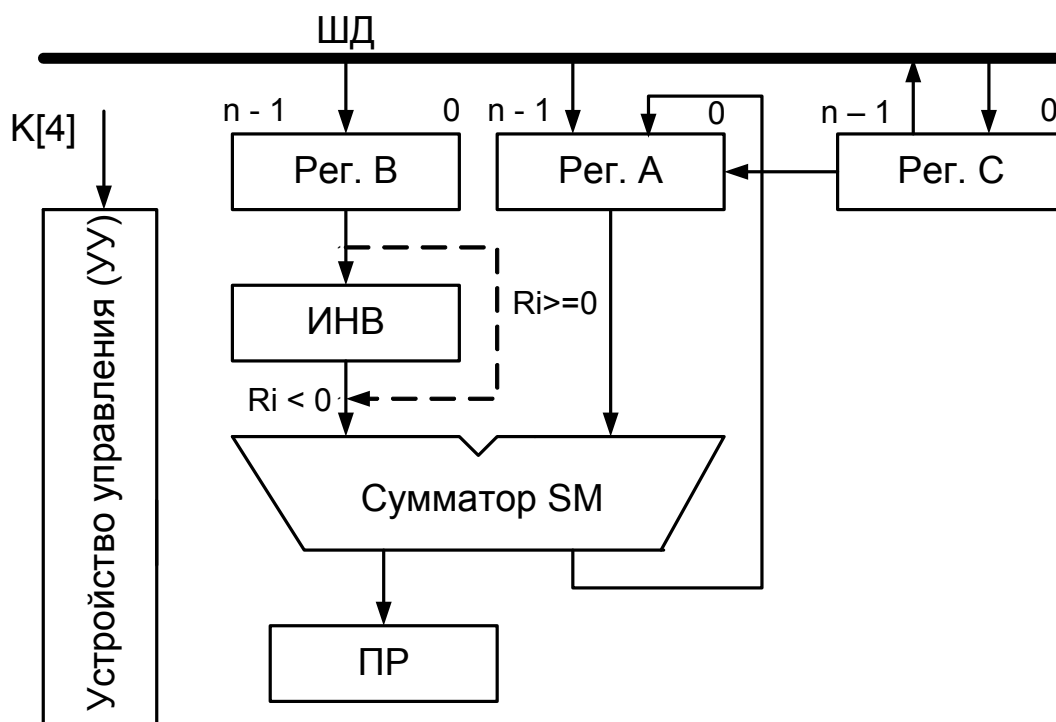 ШД
K[4]
n - 1
0
n - 1
0
n – 1
0
Рег. В
Рег. А
Рег. С
Устройство управления (УУ)
ИНВ
Ri>=0
Ri < 0
Сумматор SM
ПР